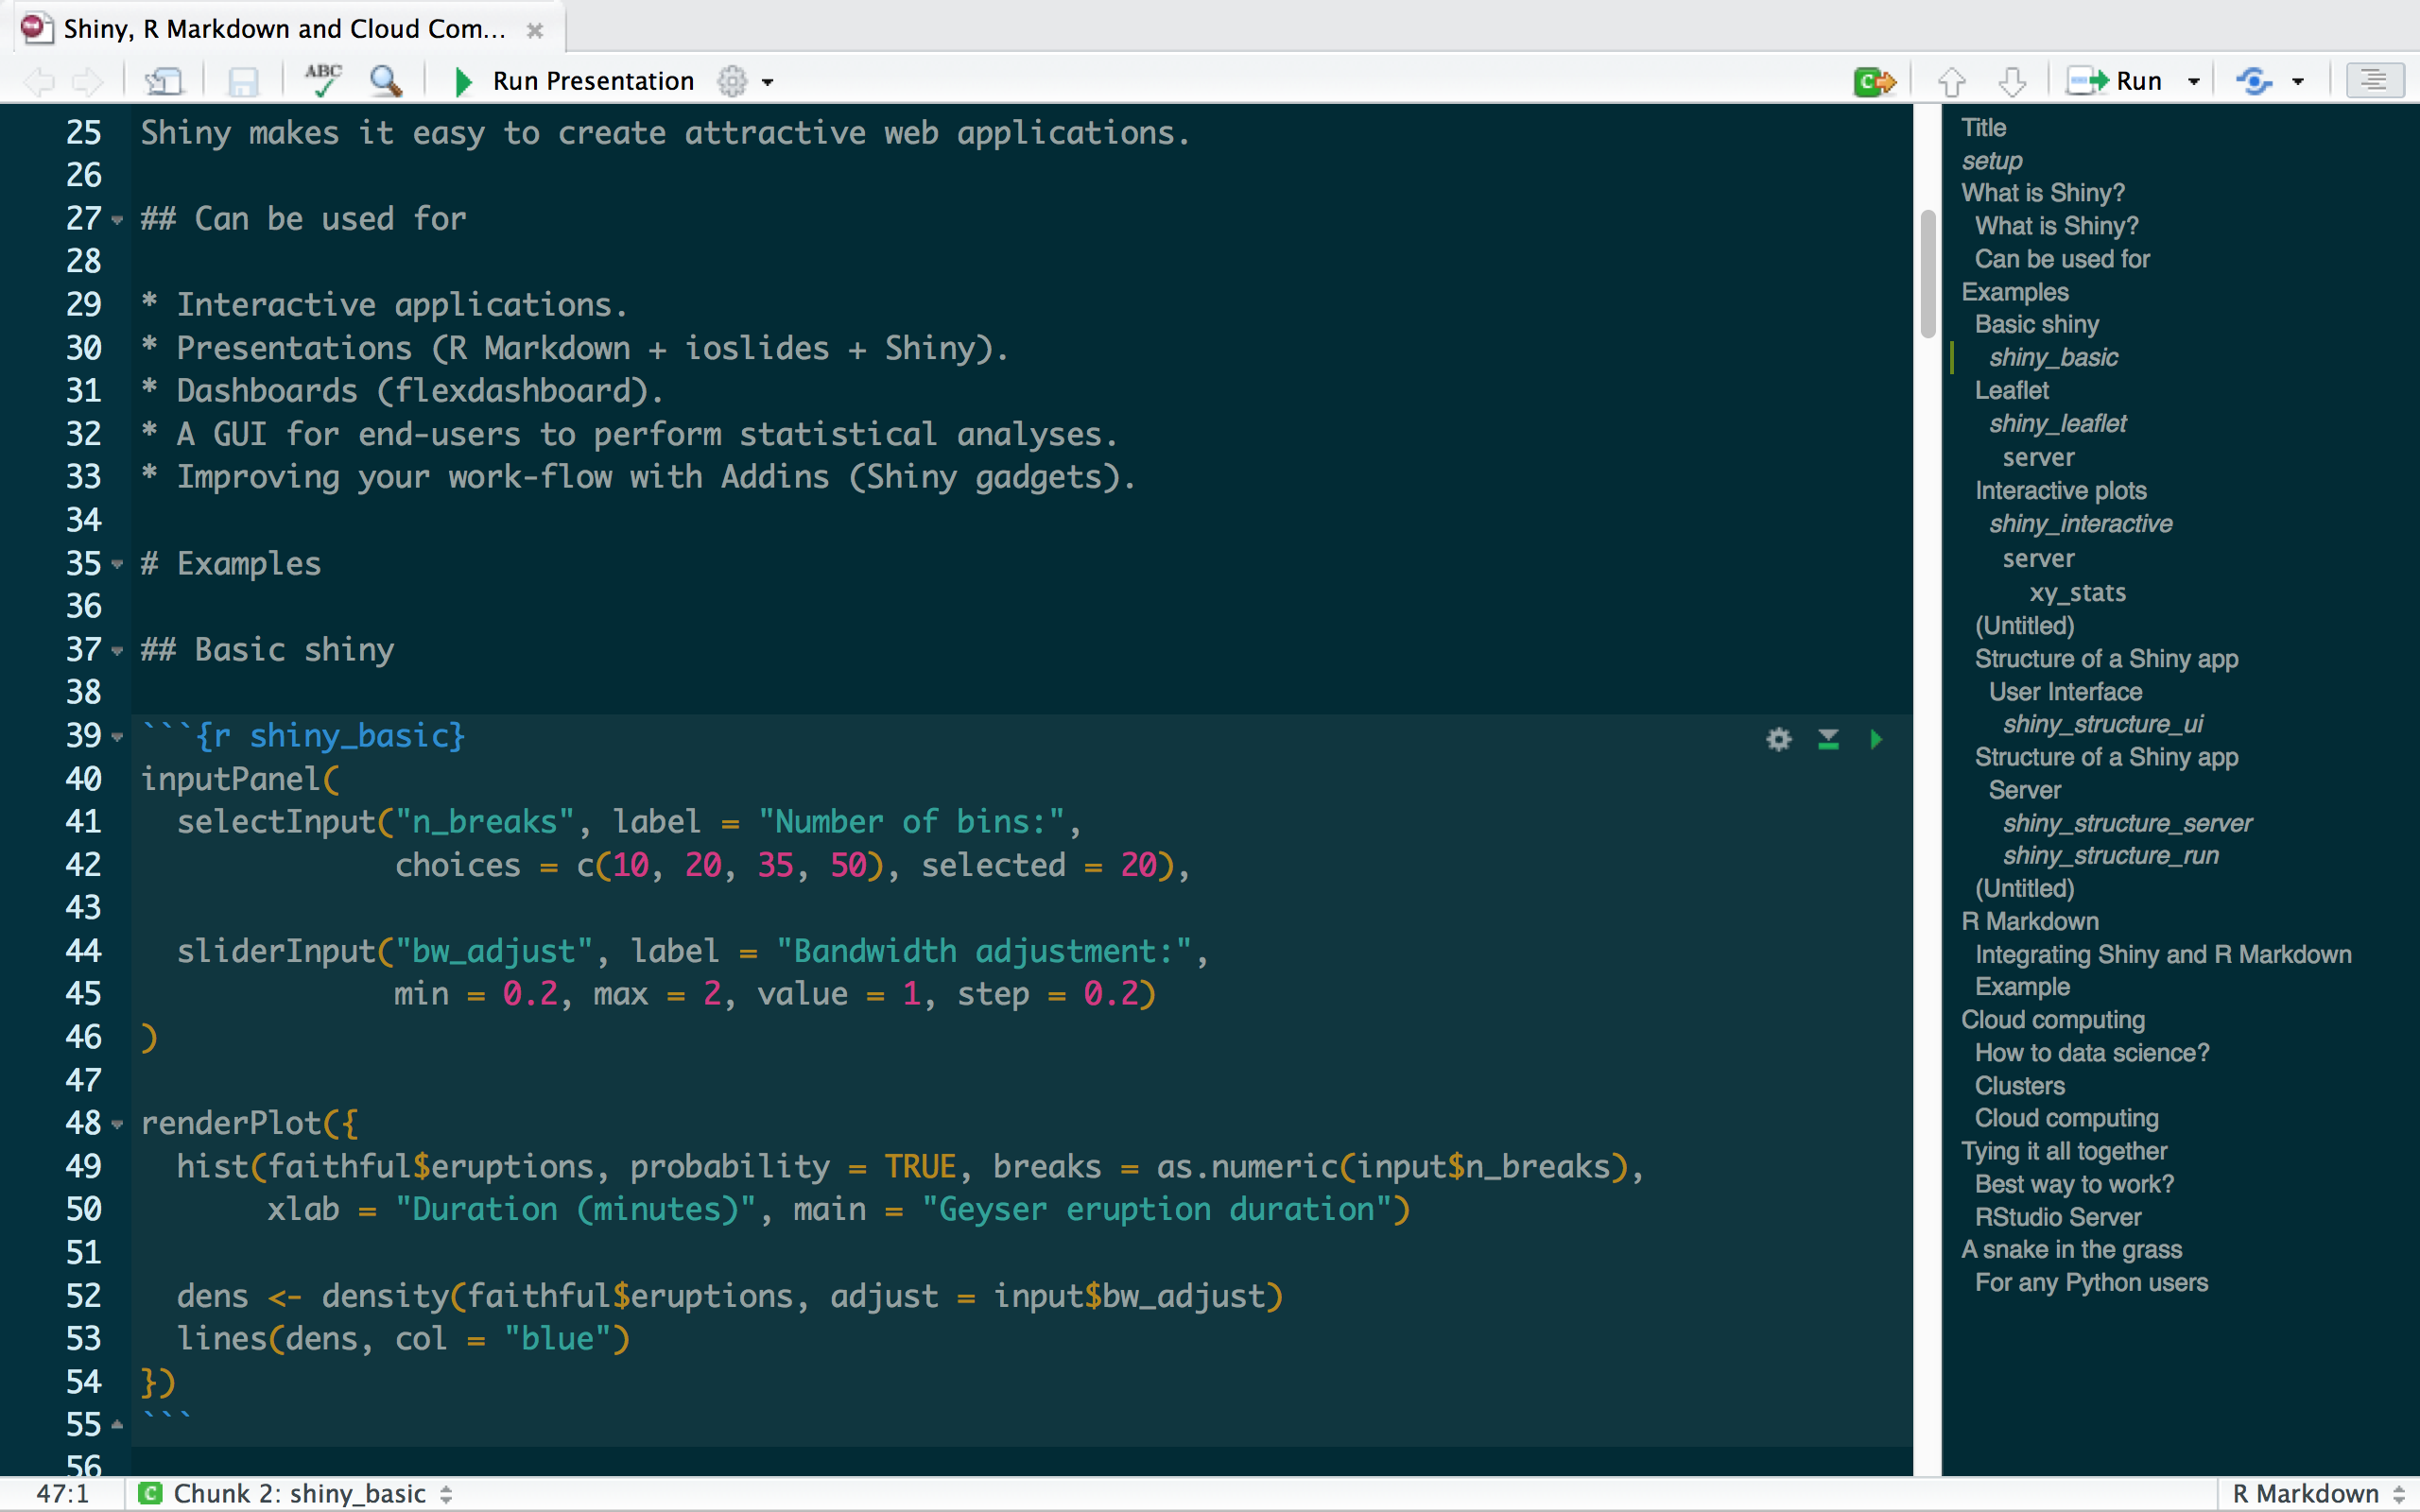 Shiny, R Markdown and Cloud Com...
ABC
Run Presentation
Run
25 Shiny makes it easy to create attractive web applications.
26
27 ## Can be used for
28
29 * Interactive applications.
30 * Presentations (R Markdown + ioslides + Shiny).
31 * Dashboards (flexdashboard).
32 * A GUI for end-users to perform statistical analyses.
33 * Improving your work-flow with Addins (Shiny gadgets).
34
35 # Examples
36
37 ## Basic shiny
38
39 ```{r shiny_basic}
40 inputPanel(
41   selectInput("n_breaks", label = "Number of bins:",
42               choices = c(10, 20, 35, 50), selected = 20),
43
44   sliderInput("bw_adjust", label = "Bandwidth adjustment:",
45               min = 0.2, max = 2, value = 1, step = 0.2)
46 )
47
48 renderPlot({
49   hist(faithful$eruptions, probability = TRUE, breaks = as.numeric(input$n_breaks),
50        xlab = "Duration (minutes)", main = "Geyser eruption duration")
51
52   dens <- density(faithful$eruptions, adjust = input$bw_adjust)
53   lines(dens, col = "blue")
54 })
55 ```
56
Title
setup
What is Shiny?
What is Shiny?
Can be used for
Examples
Basic shiny
shiny_basic
Leaflet
shiny_leaflet
server
Interactive plots
shiny_interactive
server
xy_stats
(Untitled)
Structure of a Shiny app
User Interface
shiny_structure_ui
Structure of a Shiny app
Server
shiny_structure_server
shiny_structure_run
(Untitled)
R Markdown
Integrating Shiny and R Markdown
Example
Cloud computing
How to data science?
Clusters
Cloud computing
Tying it all together
Best way to work?
RStudio Server
A snake in the grass
For any Python users
47:1
C Chunk 2: shiny_basic
R Markdown